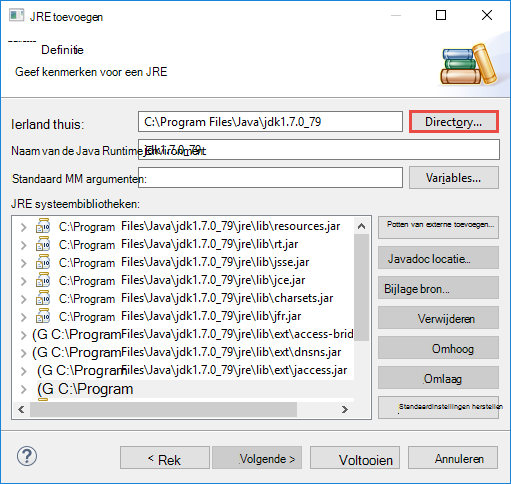 JRE toevoegen
Definitie
Geef kenmerken voor een JRE
Ierland thuis:
C:\Program Files\Java\jdk1.7.0_79
Directory...
Naam van de Java Runtime Environment:
jdk1.7.0_79
Standaard MM argumenten:
Variables...
JRE systeembibliotheken:
C:\Program Files\Java\jdk1.7.0_79\jre\lib\resources.jar
C:\Program Files\Java\jdk1.7.0_79\jre\lib\rt.jar
C:\Program Files\Java\jdk1.7.0_79\jre\lib\jsse.jar
C:\Program Files\Java\jdk1.7.0_79\jre\lib\jce.jar
C:\Program Files\Java\jdk1.7.0_79\jre\lib\charsets.jar
C:\Program Files\Java\jdk1.7.0_79\jre\lib\jfr.jar
(G C:\Program Files\Java\jdk1.7.0_79\jre\lib\ext\access-brid
(G C:\Program Files\Java\jdk1.7.0_79\jre\lib\ext\dnsns.jar
(G C:\Program Files\Java\jdk1.7.0_79\jre\lib\ext\jaccess.jar
(G C:\Program
Potten van externe toevoegen...
Javadoc locatie...
Bijlage bron...
Verwijderen
Omhoog
Omlaag
Standaardinstellingen herstellen
< Rek
Volgende >
Voltooien
Annuleren